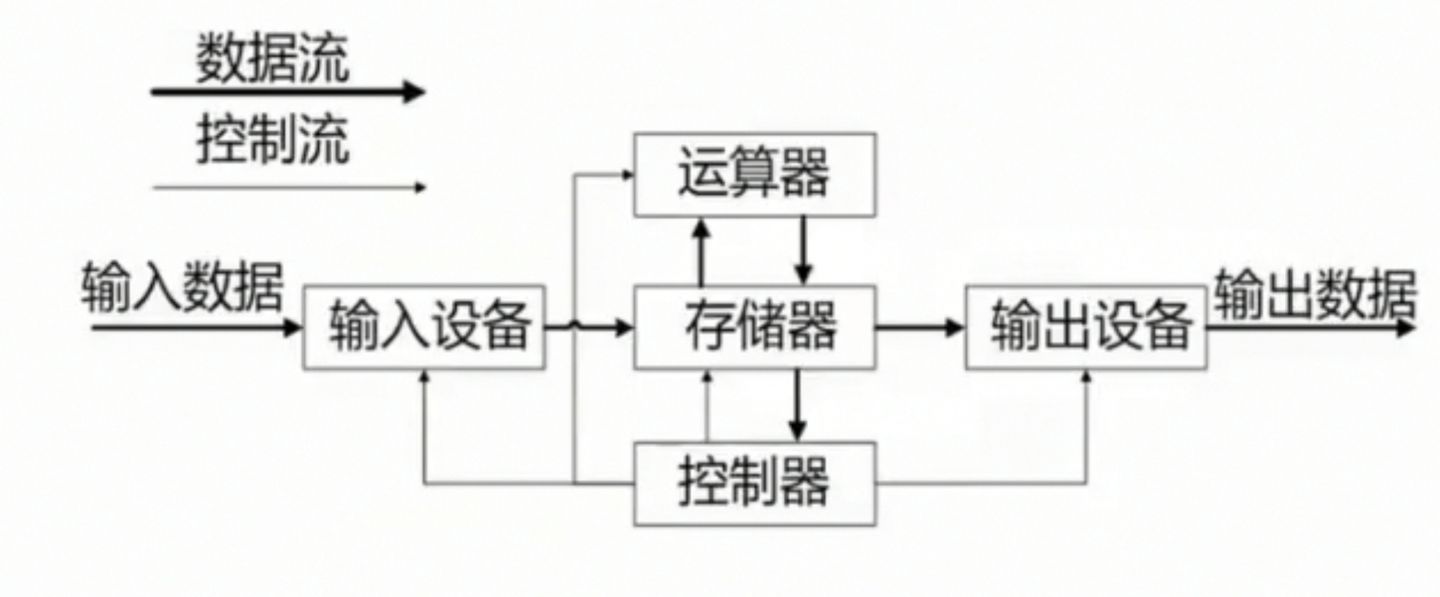 数据流
控制流
运算器
输入数据
输入设备
存储器
输出设备
输出数据
控制器